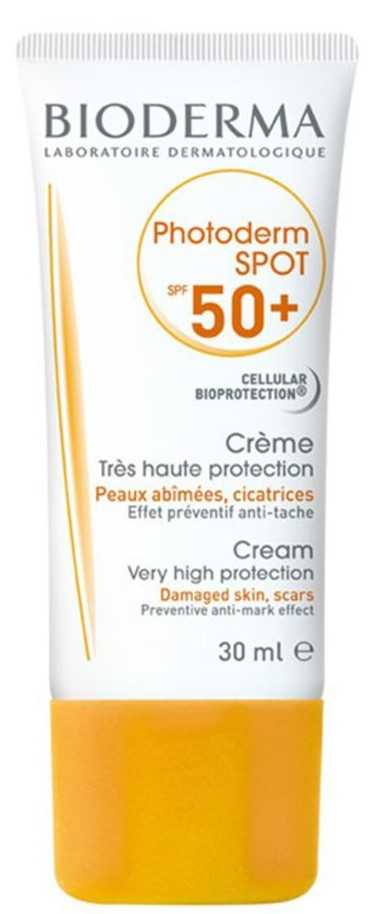 BIODERMA
LABORATOIRE DERMATOLOGIQUE
Photoderm
SPOT
SPF 50+
CELLULAR
BIOPROTECTION®
Crème
Très haute protection
Peaux abîmées, cicatrices
Effet préventif anti-tache
Cream
Very high protection
Damaged skin, scars
Preventive anti-mark effect
30 ml ℮